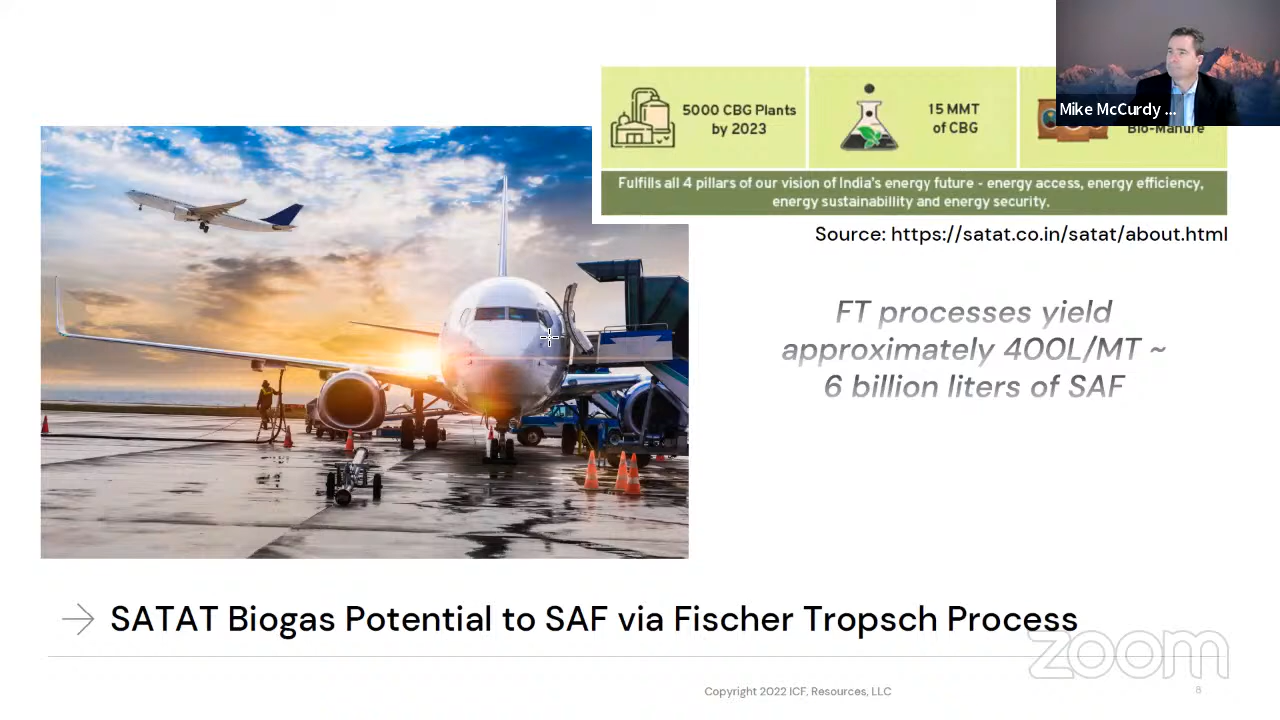 5000 CBG Plants
by 2023
15 MMT
of CBG
Mike McCurdy ...
Bio-Manure
Fulfills all 4 pillars of our vision of India's energy future - energy access, energy efficiency,
energy sustainabillity and energy security.
Source: https://satat.co.in/satat/about.html
FT processes yield
approximately 400L/MT ~
6 billion liters of SAF
SATAT Biogas Potential to SAF via Fischer Tropsch Process
zoom
Copyright 2022 ICF, Resources, LLC
8